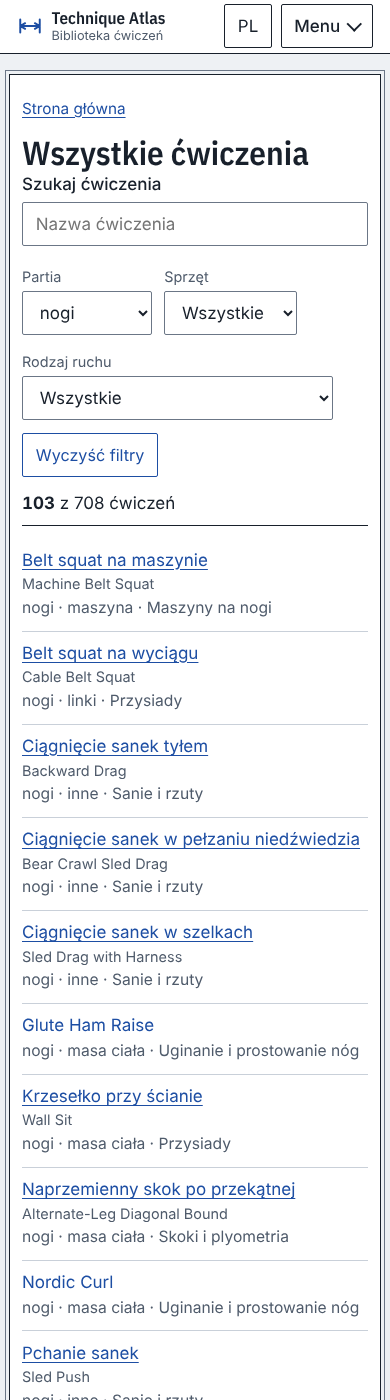 Technique Atlas
Biblioteka ćwiczeń
PL
Menu
Strona główna
Wszystkie ćwiczenia
Szukaj ćwiczenia
Nazwa ćwiczenia
Partia
Sprzęt
nogi
Wszystkie
Rodzaj ruchu
Wszystkie
Wyczyść filtry
103 z 708 ćwiczeń
Belt squat na maszynie
Machine Belt Squat
nogi · maszyna · Maszyny na nogi
Belt squat na wyciągu
Cable Belt Squat
nogi · linki · Przysiady
Ciągnięcie sanek tyłem
Backward Drag
nogi · inne · Sanie i rzuty
Ciągnięcie sanek w pełzaniu niedźwiedzia
Bear Crawl Sled Drag
nogi · inne · Sanie i rzuty
Ciągnięcie sanek w szelkach
Sled Drag with Harness
nogi · inne · Sanie i rzuty
Glute Ham Raise
nogi · masa ciała · Uginanie i prostowanie nóg
Krzesełko przy ścianie
Wall Sit
nogi · masa ciała · Przysiady
Naprzemienny skok po przekątnej
Alternate-Leg Diagonal Bound
nogi · masa ciała · Skoki i plyometria
Nordic Curl
nogi · masa ciała · Uginanie i prostowanie nóg
Pchanie sanek
Sled Push
nogi · inne · Sanie i rzuty